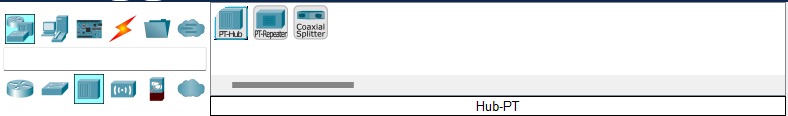 PT-Hub
PT-Repeater
Coaxial
Splitter
Hub-PT